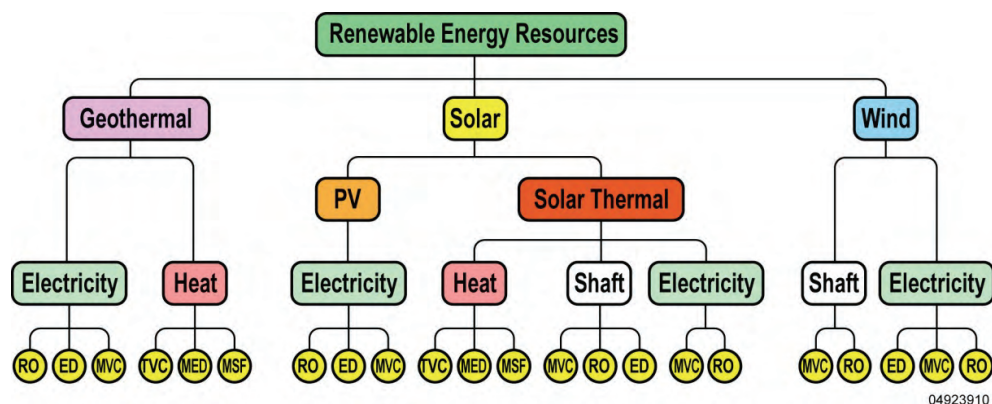 Renewable Energy Resources
Geothermal Solar Wind
PV Solar Thermal
Electricity Heat Electricity Heat Shaft Electricity Shaft Electricity
RO ED MVC TVC MED MSF RO ED MVC TVC MED MSF MVC RO ED MVC RO MVC RO ED MVC RO
04923910